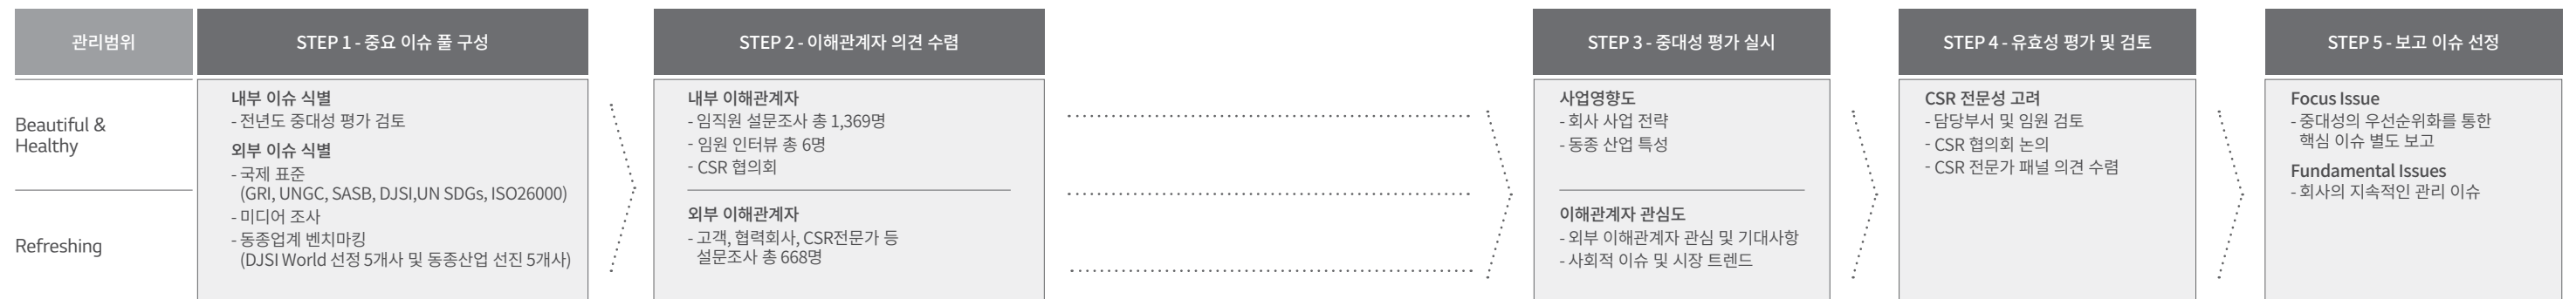 관리범위
Beautiful &
Healthy
Refreshing
STEP 1 - 중요 이슈 풀 구성
내부 이슈 식별
- 전년도 중대성 평가 검토
외부 이슈 식별
- 국제 표준
(GRI, UNGC, SASB, DJSI,UN SDGs, ISO26000)
- 미디어 조사
- 동종업계 벤치마킹
(DJSI World 선정 5개사 및 동종산업 선진 5개사)
STEP 2 - 이해관계자 의견 수렴
내부 이해관계자
- 임직원 설문조사 총 1,369명
- 임원 인터뷰 총 6명
- CSR 협의회
외부 이해관계자
- 고객, 협력회사, CSR전문가 등
설문조사 총 668명
STEP 3 - 중대성 평가 실시
사업영향도
- 회사 사업 전략
- 동종 산업 특성
이해관계자 관심도
- 외부 이해관계자 관심 및 기대사항
- 사회적 이슈 및 시장 트렌드
STEP 4 - 유효성 평가 및 검토
CSR 전문성 고려
- 담당부서 및 임원 검토
- CSR 협의회 논의
- CSR 전문가 패널 의견 수렴
STEP 5 - 보고 이슈 선정
Focus Issue
- 중대성의 우선순위화를 통한
핵심 이슈 별도 보고
Fundamental Issues
- 회사의 지속적인 관리 이슈